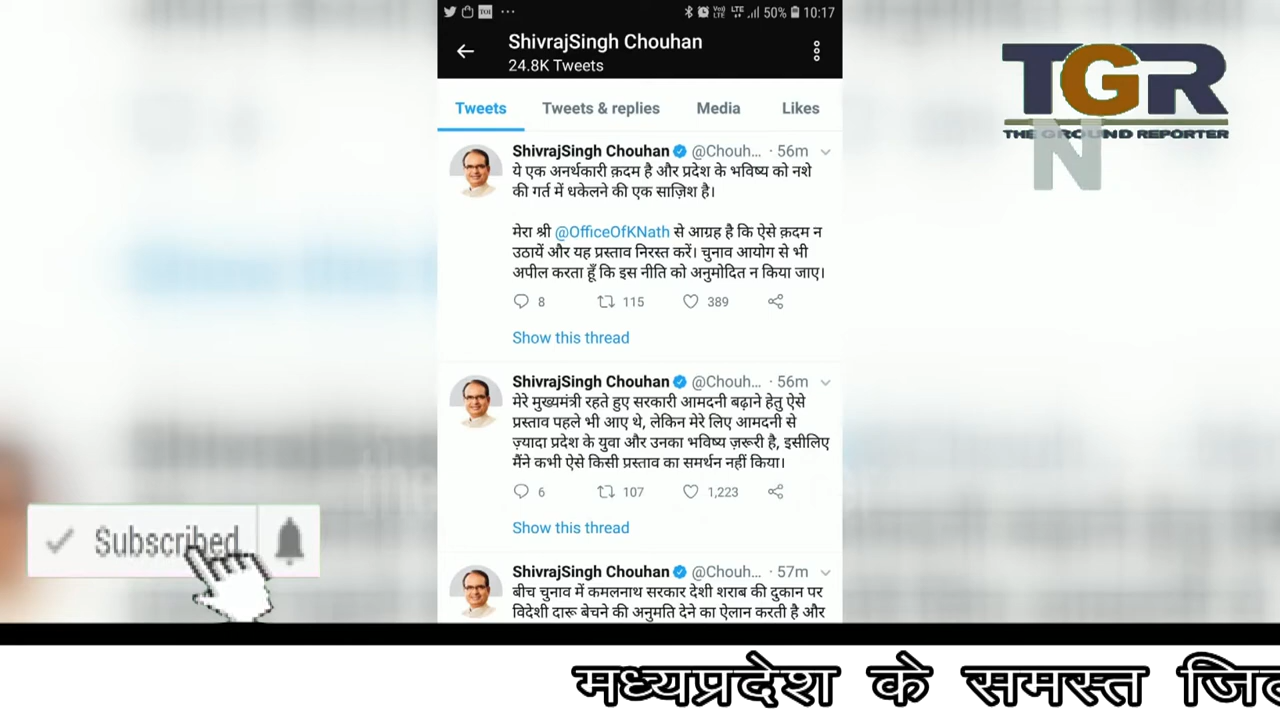 TOI ...
Vo) LTE LTE 50% 10:17
ShivrajSingh Chouhan
24.8K Tweets
Tweets Tweets & replies Media Likes
ShivrajSingh Chouhan @Chouh... · 56m
ये एक अनर्थकारी क़दम है और प्रदेश के भविष्य को नशे
की गर्त में धकेलने की एक साज़िश है।
मेरा श्री @OfficeOfKNath से आग्रह है कि ऐसे क़दम न
उठायें और यह प्रस्ताव निरस्त करें। चुनाव आयोग से भी
अपील करता हूँ कि इस नीति को अनुमोदित न किया जाए।
8 115 389
Show this thread
ShivrajSingh Chouhan @Chouh... · 56m
मेरे मुख्यमंत्री रहते हुए सरकारी आमदनी बढ़ाने हेतु ऐसे
प्रस्ताव पहले भी आए थे, लेकिन मेरे लिए आमदनी से
ज़्यादा प्रदेश के युवा और उनका भविष्य ज़रूरी है, इसीलिए
मैंने कभी ऐसे किसी प्रस्ताव का समर्थन नहीं किया।
6 107 1,223
Show this thread
ShivrajSingh Chouhan @Chouh... · 57m
बीच चुनाव में कमलनाथ सरकार देशी शराब की दुकान पर
विदेशी दारू बेचने की अनुमति देने का ऐलान करती है और
TGR
THE GROUND REPORTER
N
Subscribed
मध्यप्रदेश के समस्त